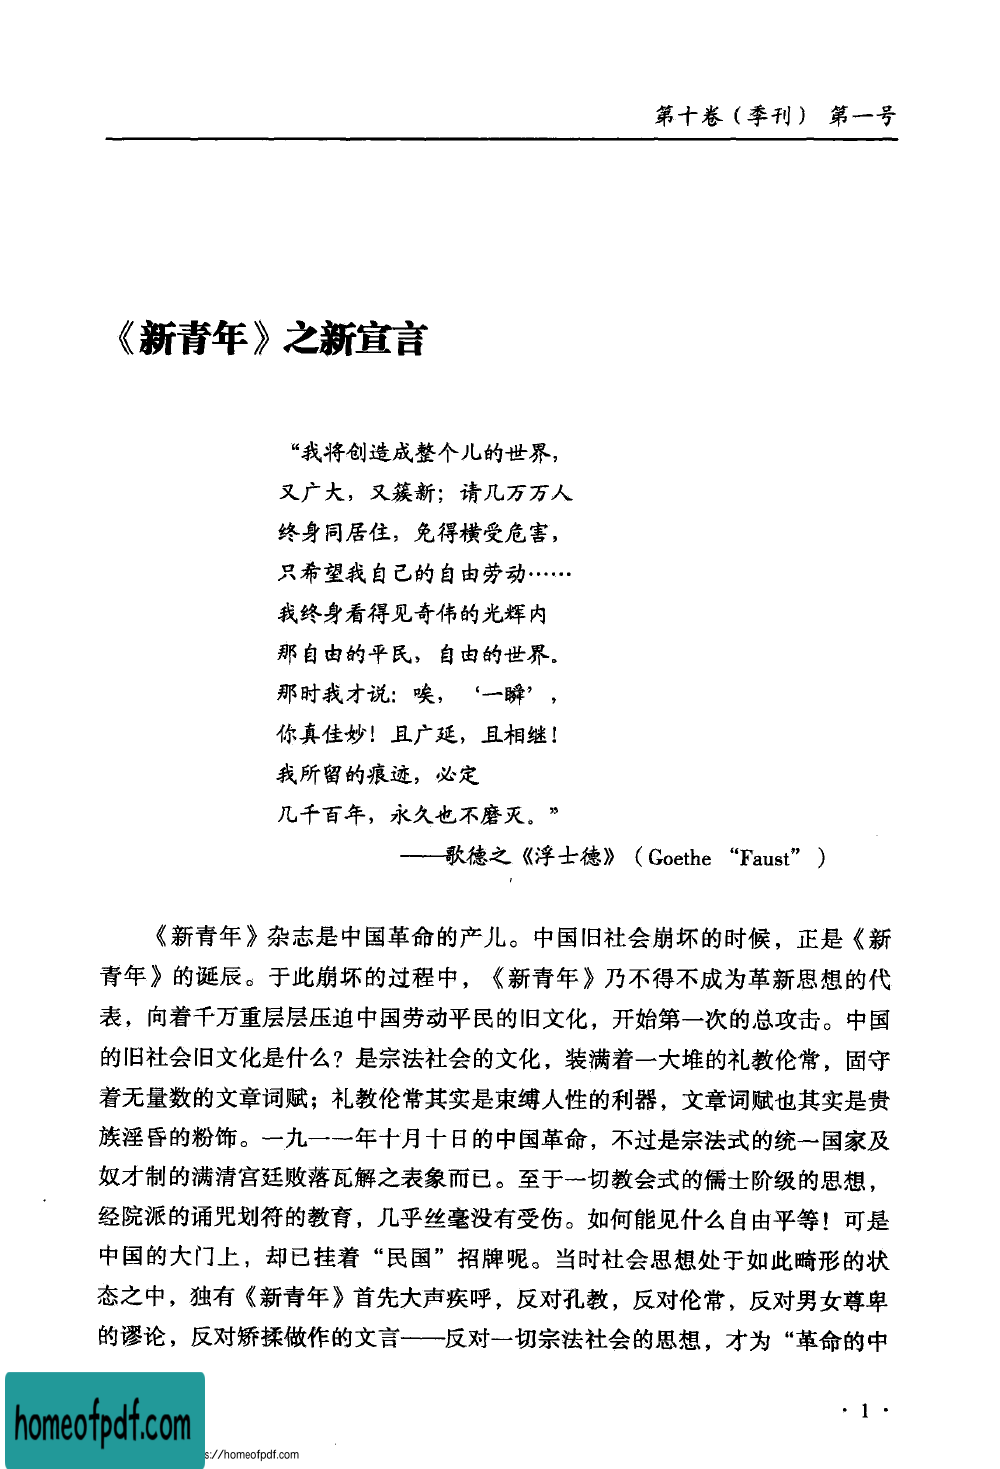 第十卷（季刊） 第一号
《新青年》之新宣言
“我将创造成整个儿的世界，
又广大，又簇新；请几万万人
终身同居住，免得横受危害，
只希望我自己的自由劳动……
我终身看得见奇伟的光辉内
那自由的平民，自由的世界。
那时我才说：唉，‘一瞬’，
你真佳妙！且广延，且相继！
我所留的痕迹，必定
几千百年，永久也不磨灭。”
——歌德之《浮士德》（Goethe “Faust”）
《新青年》杂志是中国革命的产儿。中国旧社会崩坏的时候，正是《新
青年》的诞辰。于此崩坏的过程中，《新青年》乃不得不成为革新思想的代
表，向着千万重层层压迫中国劳动平民的旧文化，开始第一次的总攻击。中国
的旧社会旧文化是什么？是宗法社会的文化，装满着一大堆的礼教伦常，固守
着无量数的文章词赋；礼教伦常其实是束缚人性的利器，文章词赋也其实是贵
族淫昏的粉饰。一九一一年十月十日的中国革命，不过是宗法式的统一国家及
奴才制的满清宫廷败落瓦解之表象而已。至于一切教会式的儒士阶级的思想，
经院派的诵咒划符的教育，几乎丝毫没有受伤。如何能见什么自由平等！可是
中国的大门上，却已挂着“民国”招牌呢。当时社会思想处于如此畸形的状
态之中，独有《新青年》首先大声疾呼，反对孔教，反对伦常，反对男女尊卑
的谬论，反对矫揉做作的文言——反对一切宗法社会的思想，才为“革命的中
· 1 ·
homeofpdf.com
s://homeofpdf.com